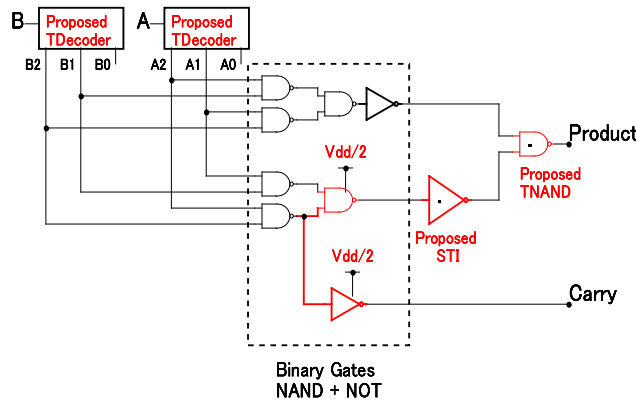 B
Proposed
TDecoder
A
Proposed
TDecoder
B2
B1
B0
A2
A1
A0
Vdd/2
Product
Proposed
TNAND
Proposed
STI
Vdd/2
Carry
Binary Gates
NAND + NOT